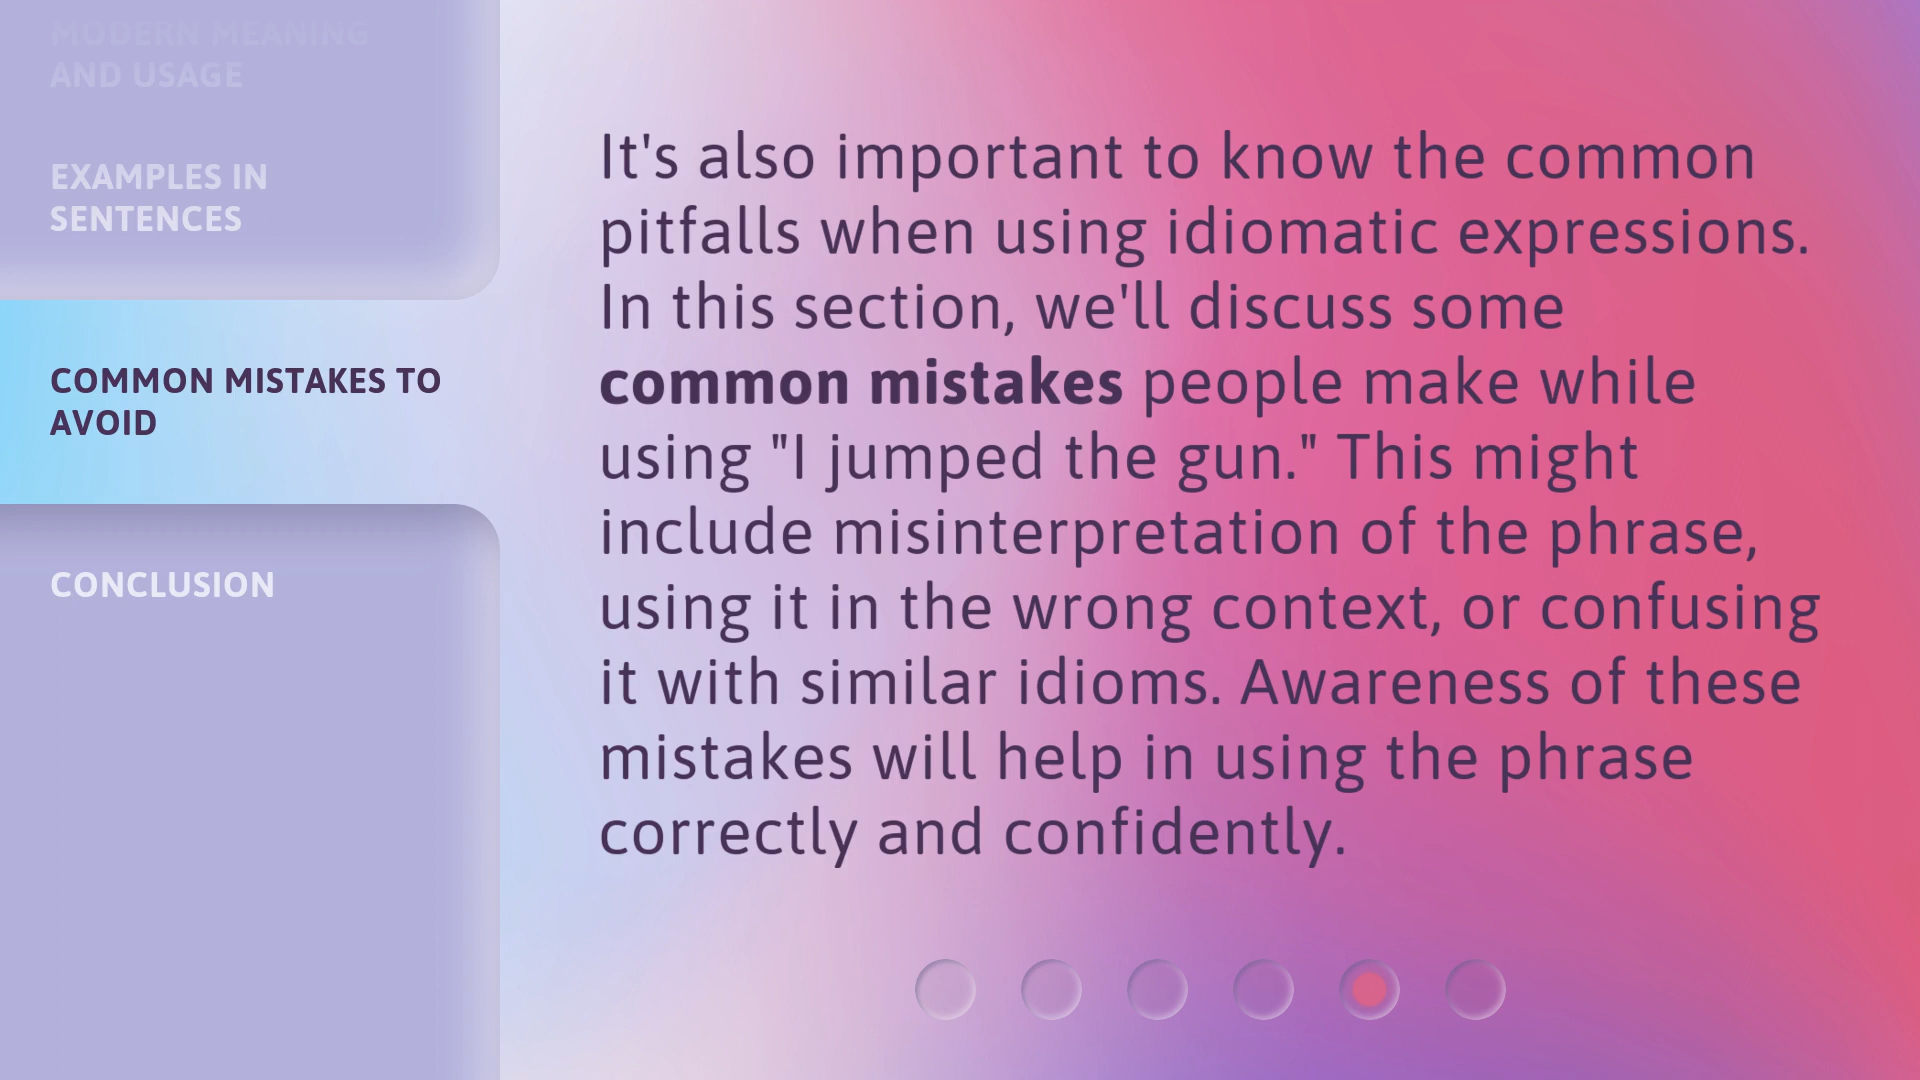 MODERN MEANING
AND USAGE
EXAMPLES IN
SENTENCES
COMMON MISTAKES TO
AVOID
CONCLUSION
It's also important to know the common
pitfalls when using idiomatic expressions.
In this section, we'll discuss some
common mistakes people make while
using "I jumped the gun." This might
include misinterpretation of the phrase,
using it in the wrong context, or confusing
it with similar idioms. Awareness of these
mistakes will help in using the phrase
correctly and confidently.